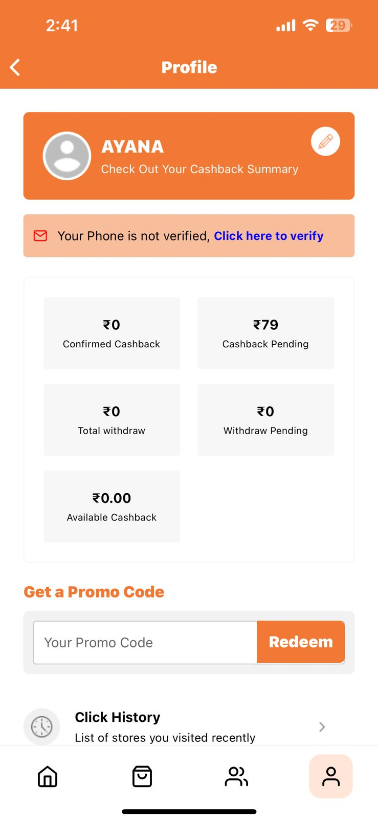 2:41
29
Profile
AYANA
Check Out Your Cashback Summary
Your Phone is not verified, Click here to verify
₹0
Confirmed Cashback
₹79
Cashback Pending
₹0
Total withdraw
₹0
Withdraw Pending
₹0.00
Available Cashback
Get a Promo Code
Your Promo Code
Redeem
Click History
List of stores you visited recently